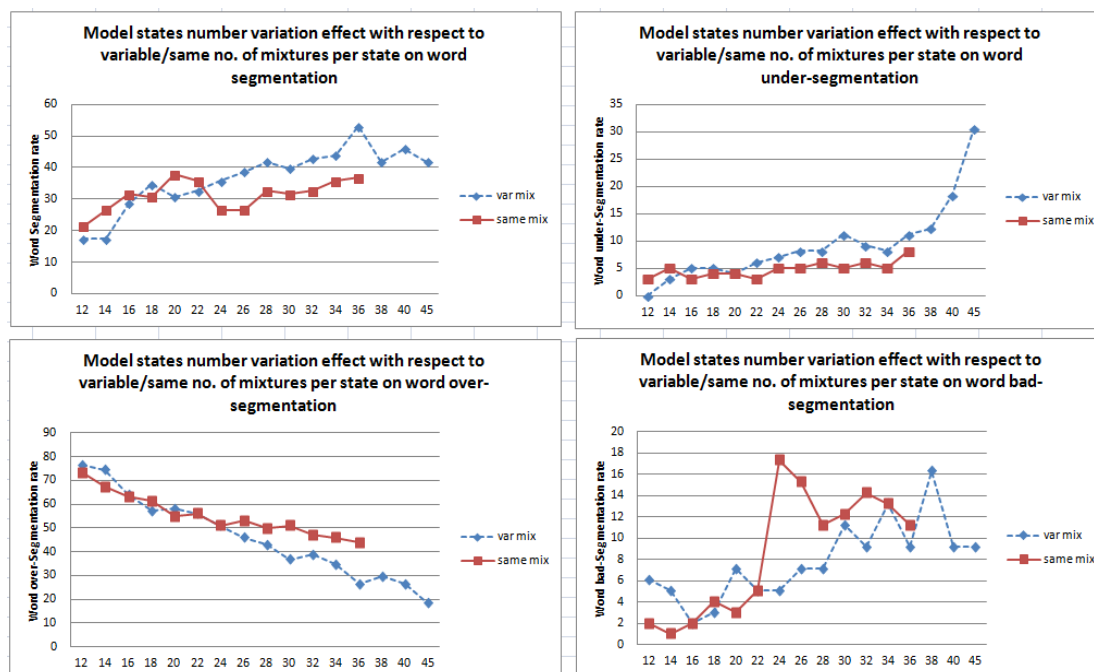 Model states number variation effect with respect to
variable/same no. of mixtures per state on word
segmentation
Word Segmentation rate
60
50
40
30
20
10
0
12 14 16 18 20 22 24 26 28 30 32 34 36 38 40 45
var mix
same mix
Model states number variation effect with respect to
variable/same no. of mixtures per state on word
under-segmentation
Word under-Segmentation rate
35
30
25
20
15
10
5
0
12 14 16 18 20 22 24 26 28 30 32 34 36 38 40 45
var mix
same mix
Model states number variation effect with respect to
variable/same no. of mixtures per state on word over-
segmentation
Word over-Segmentation rate
90
80
70
60
50
40
30
20
10
0
12 14 16 18 20 22 24 26 28 30 32 34 36 38 40 45
var mix
same mix
Model states number variation effect with respect to
variable/same no. of mixtures per state on word bad-
segmentation
Word bad-Segmentation rate
20
18
16
14
12
10
8
6
4
2
0
12 14 16 18 20 22 24 26 28 30 32 34 36 38 40 45
var mix
same mix